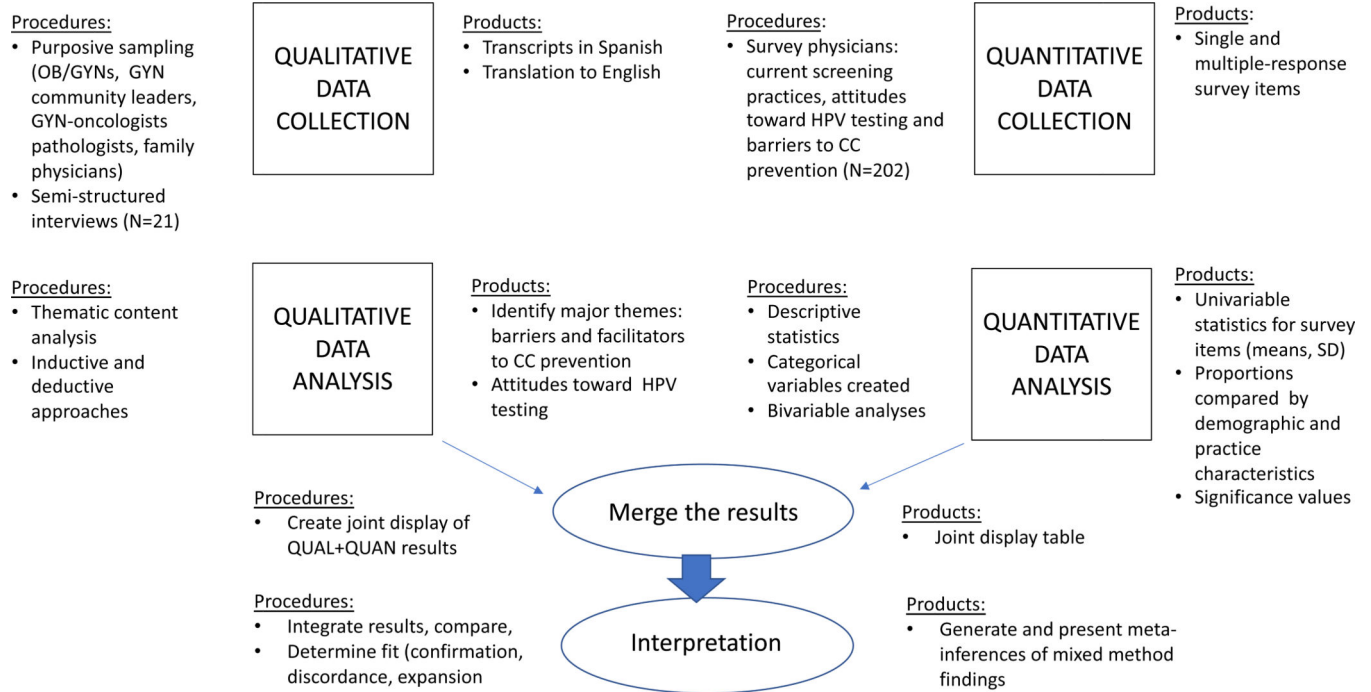 Procedures:
• Purposive sampling
(OB/GYNs, GYN
community leaders,
GYN-oncologists
pathologists, family
physicians)
• Semi-structured
interviews (N=21)
QUALITATIVE
DATA
COLLECTION
Products:
• Transcripts in Spanish
• Translation to English
Procedures:
• Survey physicians:
current screening
practices, attitudes
toward HPV testing and
barriers to CC
prevention (N=202)
QUANTITATIVE
DATA
COLLECTION
Products:
• Single and
multiple-response
survey items
Procedures:
• Thematic content
analysis
• Inductive and
deductive
approaches
QUALITATIVE
DATA
ANALYSIS
Products:
• Identify major themes:
barriers and facilitators
to CC prevention
• Attitudes toward HPV
testing
Procedures:
• Descriptive
statistics
• Categorical
variables created
• Bivariable analyses
QUANTITATIVE
DATA
ANALYSIS
Products:
• Univariable
statistics for survey
items (means, SD)
• Proportions
compared by
demographic and
practice
characteristics
• Significance values
Procedures:
• Create joint display of
QUAL+QUAN results
Merge the results
Products:
• Joint display table
Procedures:
• Integrate results, compare,
• Determine fit (confirmation,
discordance, expansion
Interpretation
Products:
• Generate and present meta-
inferences of mixed method
findings